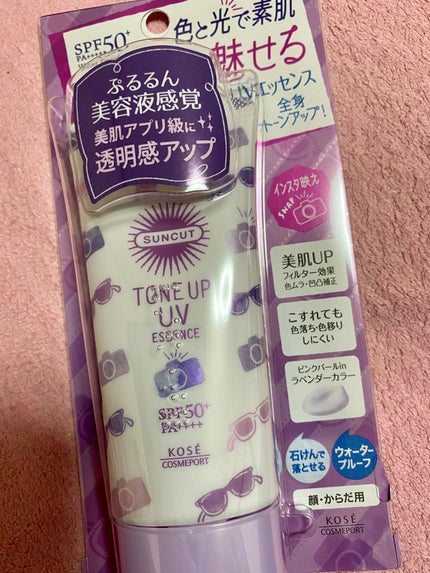 SPF50+
PA++++
色と光で素肌
魅せる
UVエッセンス
全身
トーンアップ!
ぷるるん
美容液感覚
美肌アプリ級に
透明感アップ
インスタ映え
SNAP
SUNCUT
TONE UP
UV
ESSENCE
美肌UP
フィルター効果
色ムラ・凹凸補正
こすれても
色落ち・色移り
しにくい
ピンクパールin
ラベンダーカラー
SPF50+
PA++++
KOSÉ
COSMEPORT
石けんで
落とせる
ウォーター
プルーフ
顔・からだ用
KOSÉ
COSMEPORT